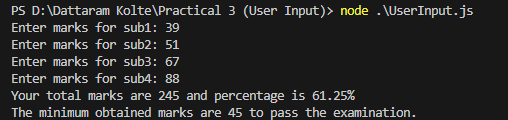 PS D:\Dattaram Kolte\Practical 3 (User Input)> node .\UserInput.js
Enter marks for sub1: 39
Enter marks for sub2: 51
Enter marks for sub3: 67
Enter marks for sub4: 88
Your total marks are 245 and percentage is 61.25%
The minimum obtained marks are 45 to pass the examination.